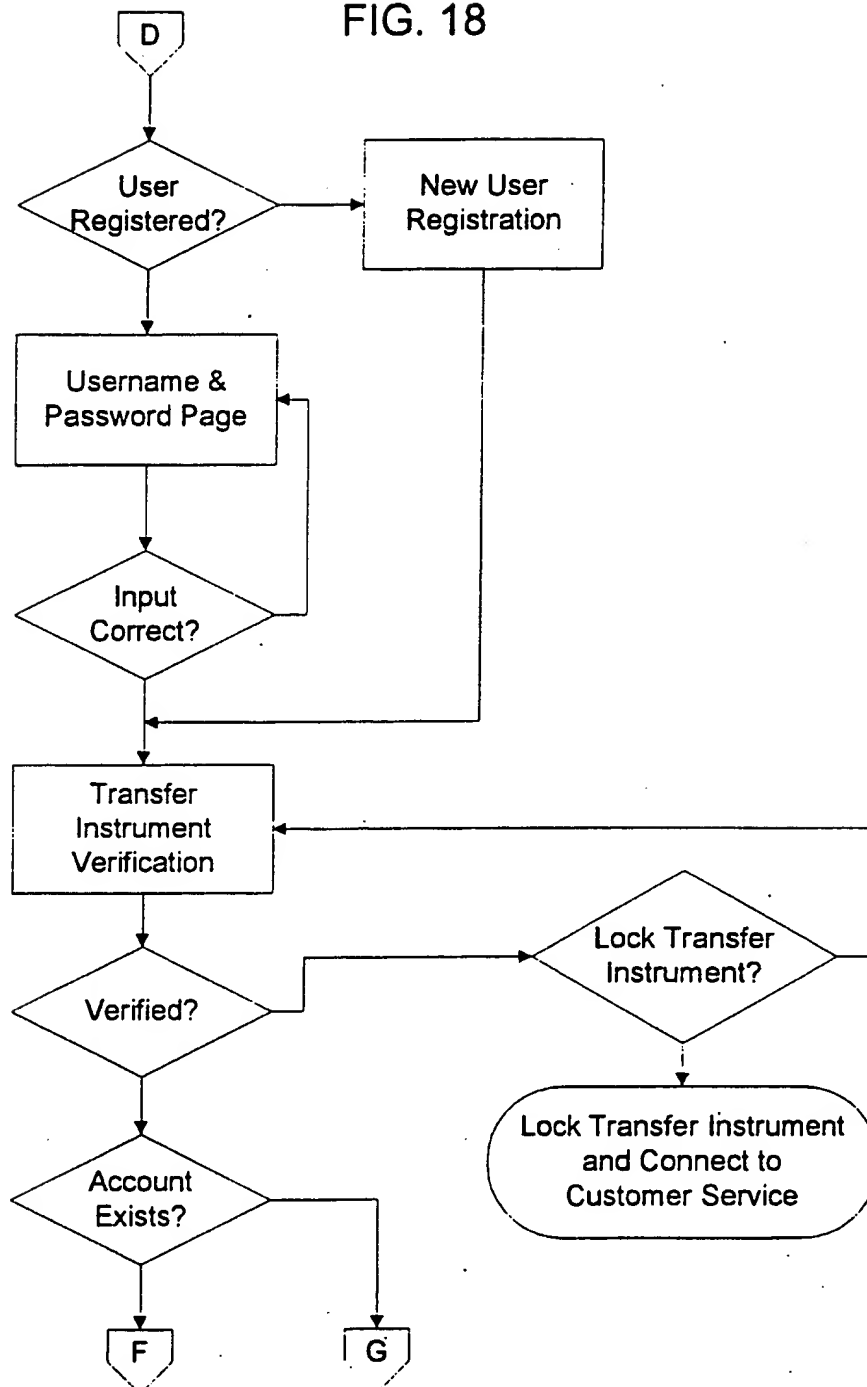 FIG. 18
D
User
Registered?
New User
Registration
Username &
Password Page
Input
Correct?
Transfer
Instrument
Verification
Lock Transfer
Instrument?
Verified?
Lock Transfer Instrument
and Connect to
Customer Service
Account
Exists?
F
G